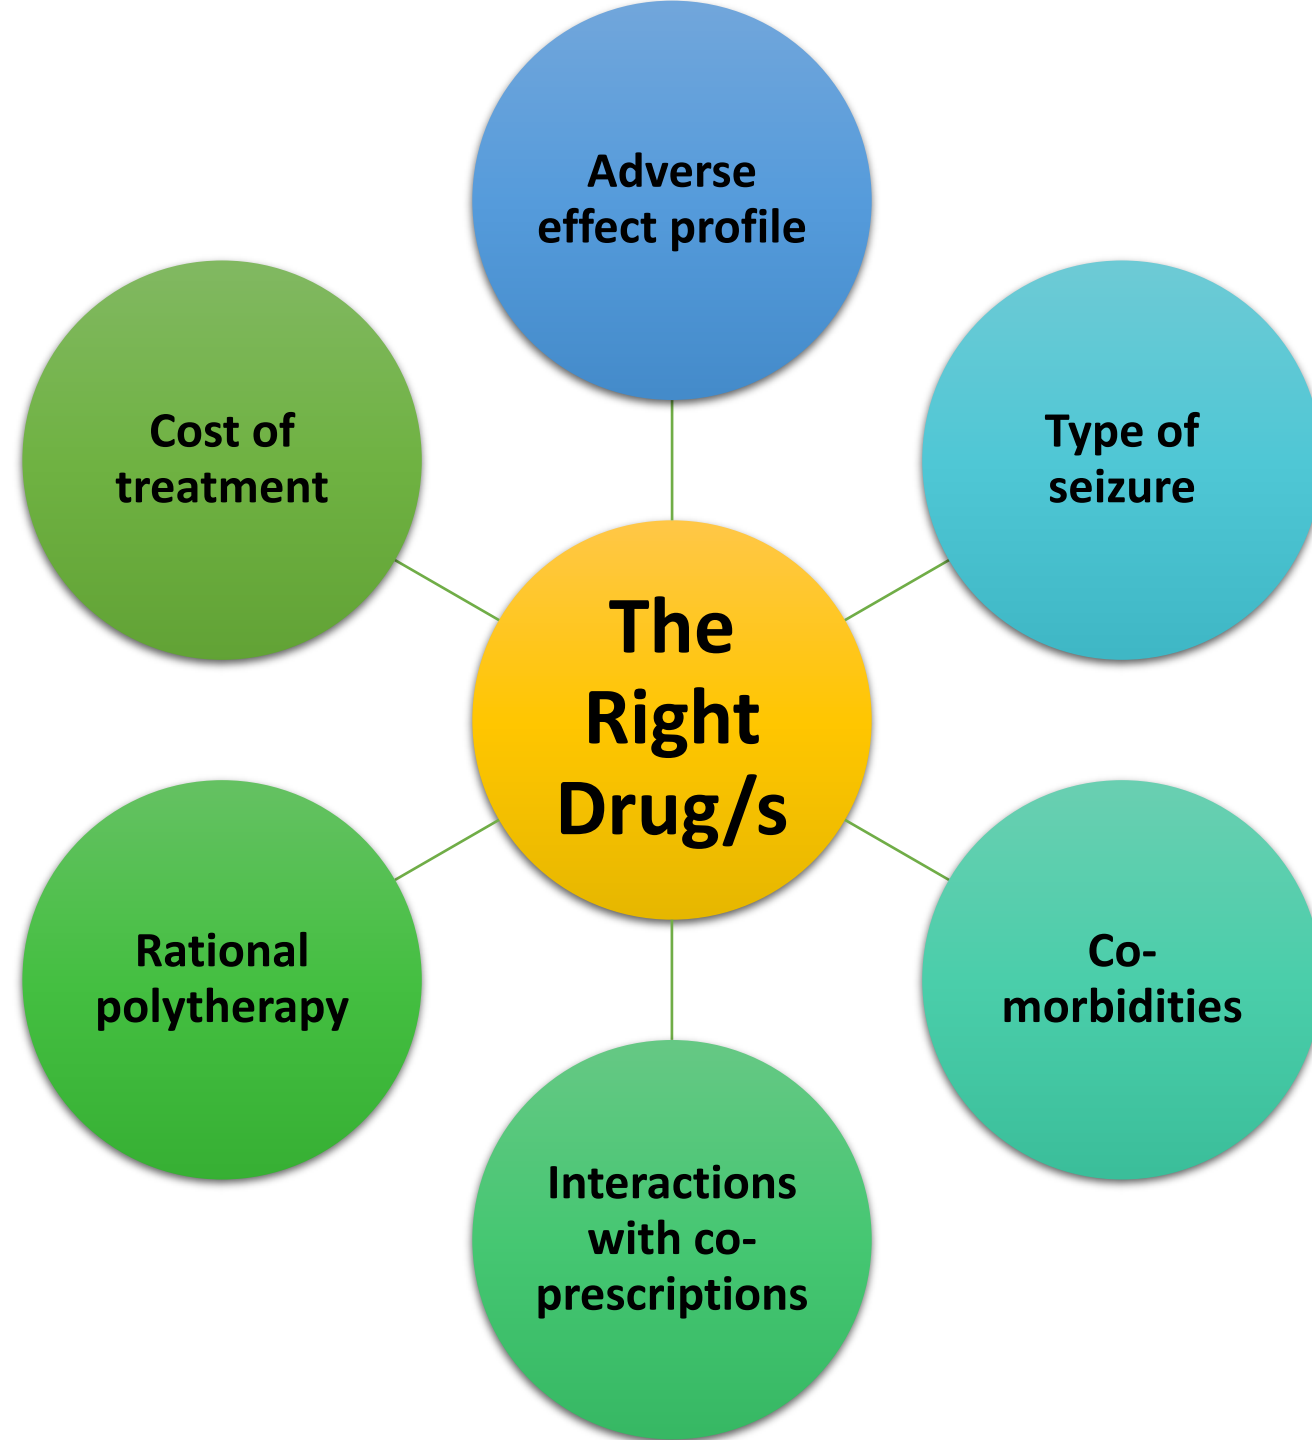 Adverse
effect profile
Cost of
treatment
Type of
seizure
The
Right
Drug/s
Rational
polytherapy
Co-
morbidities
Interactions
with co-
prescriptions